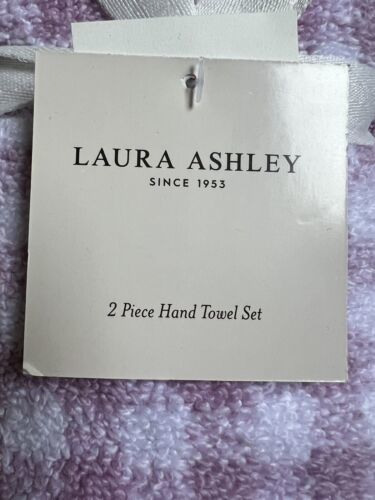 LAURA ASHLEY
SINCE 1953
2 Piece Hand Towel Set